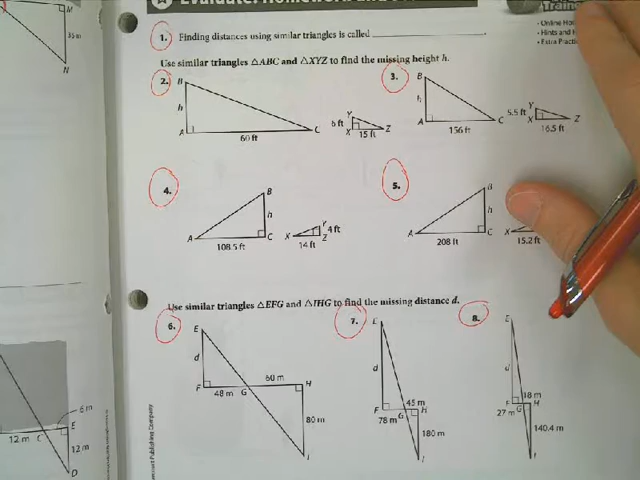 Evaluate: Homework and
• Online Ho
• Hints and
• Extra Practi
1. Finding distances using similar triangles is called
Use similar triangles △ABC and △XYZ to find the missing height h.
2. B h A 60 ft C 6 ft Y X 15 ft Z
3. B h A 156 ft C 5.5 ft Y X 16.5 ft Z
4. B h A 108.5 ft C X 14 ft Y 4 ft Z
5. B h A 208 ft C X 15.2 ft
Use similar triangles △EFG and △IHG to find the missing distance d.
6. E d F 48 m G 60 m H 80 m I
7. E d F 78 m G 45 m H 180 m I
8. E d F 27 m G 18 m H 140.4 m I
M
35 m
N
6 m
E
12 m C
12 m
D